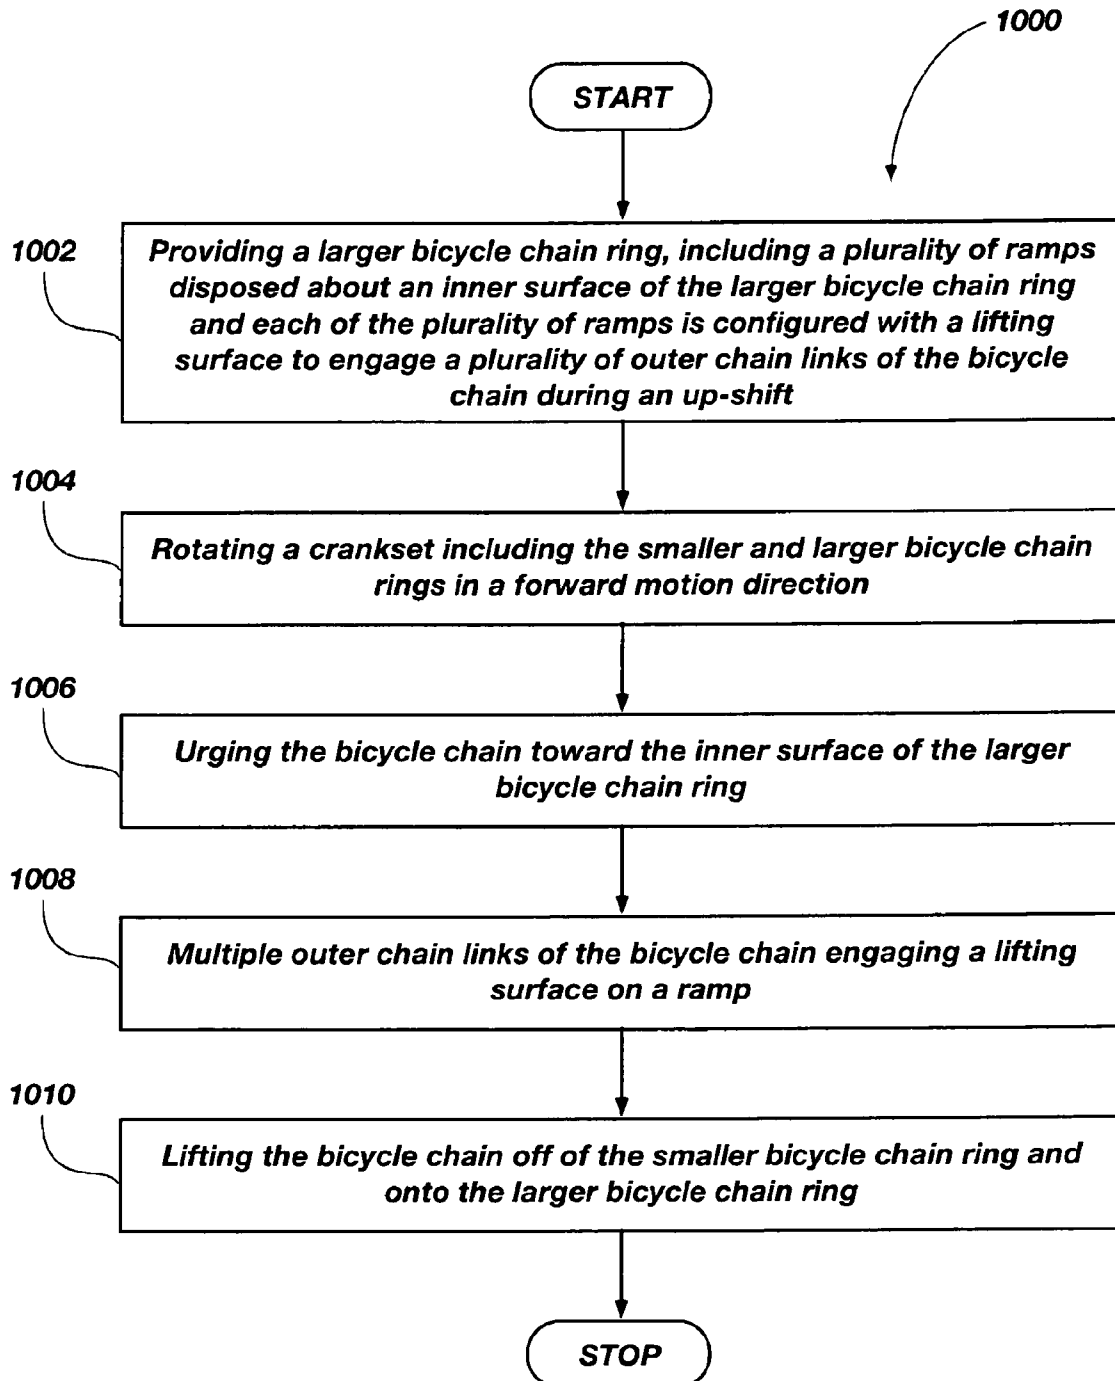 1000
START
1002
Providing a larger bicycle chain ring, including a plurality of ramps
disposed about an inner surface of the larger bicycle chain ring
and each of the plurality of ramps is configured with a lifting
surface to engage a plurality of outer chain links of the bicycle
chain during an up-shift
1004
Rotating a crankset including the smaller and larger bicycle chain
rings in a forward motion direction
1006
Urging the bicycle chain toward the inner surface of the larger
bicycle chain ring
1008
Multiple outer chain links of the bicycle chain engaging a lifting
surface on a ramp
1010
Lifting the bicycle chain off of the smaller bicycle chain ring and
onto the larger bicycle chain ring
STOP